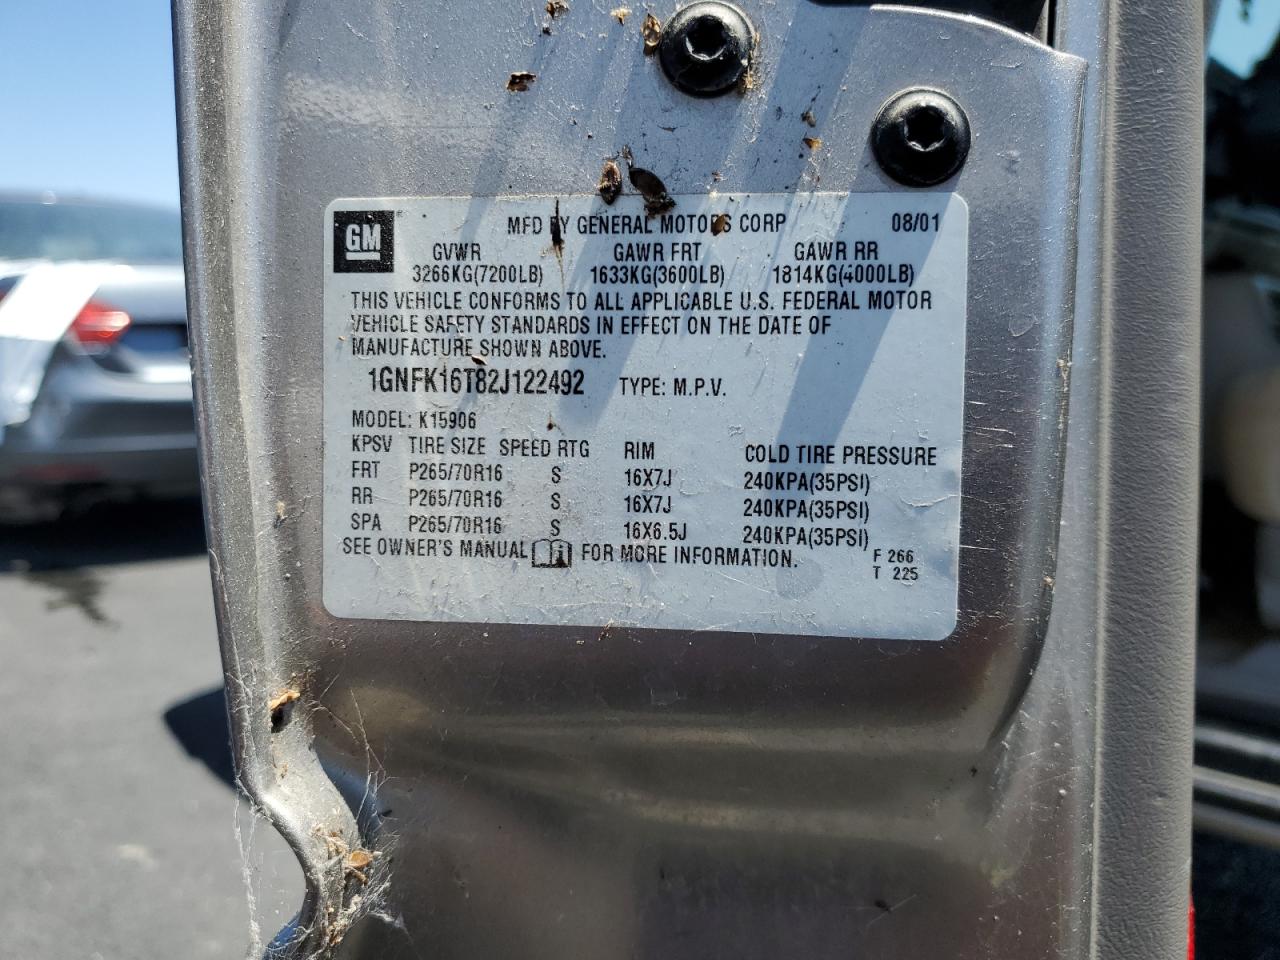 GM MFD BY GENERAL MOTORS CORP 08/01
GVWR GAWR FRT GAWR RR
3266KG(7200LB) 1633KG(3600LB) 1814KG(4000LB)
THIS VEHICLE CONFORMS TO ALL APPLICABLE U.S. FEDERAL MOTOR
VEHICLE SAFETY STANDARDS IN EFFECT ON THE DATE OF
MANUFACTURE SHOWN ABOVE.
1GNFK16T82J122492 TYPE: M.P.V.
MODEL: K15906
KPSV TIRE SIZE SPEED RTG RIM COLD TIRE PRESSURE
FRT P265/70R16 S 16X7J 240KPA(35PSI)
RR P265/70R16 S 16X7J 240KPA(35PSI)
SPA P265/70R16 S 16X6.5J 240KPA(35PSI)
SEE OWNER'S MANUAL FOR MORE INFORMATION. F 266
T 225